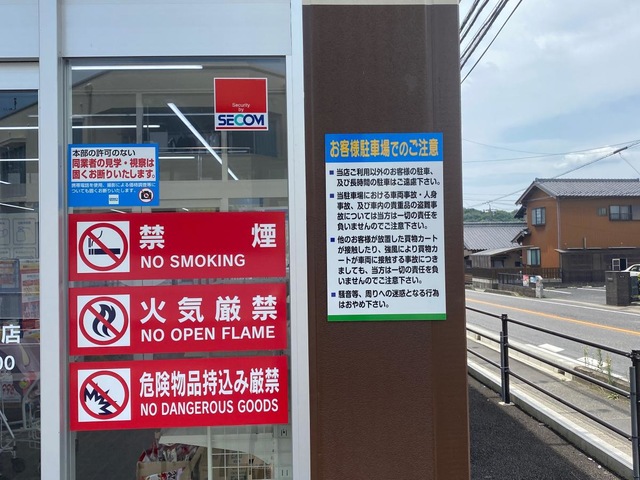 Security
by
SECOM
本部の許可のない
同業者の見学・視察は
固くお断りいたします。
禁煙
NO SMOKING
火気厳禁
NO OPEN FLAME
危険物品持込み厳禁
NO DANGEROUS GOODS
店
00
お客様駐車場でのご注意
■当店ご利用以外のお客様の駐車、
及び長時間の駐車はご遠慮下さい。
■当駐車場における車両事故・人身
事故、及び車内の貴重品の盗難事
故については当方は一切の責任を
負いませんのでご注意下さい。
■他のお客様が放置した買物カート
が接触したり、強風により買物カ
ートが車両に接触する事故につき
ましても、当方は一切の責任を負
いませんのでご注意下さい。
■騒音等、周りへの迷惑となる行為
はおやめ下さい。